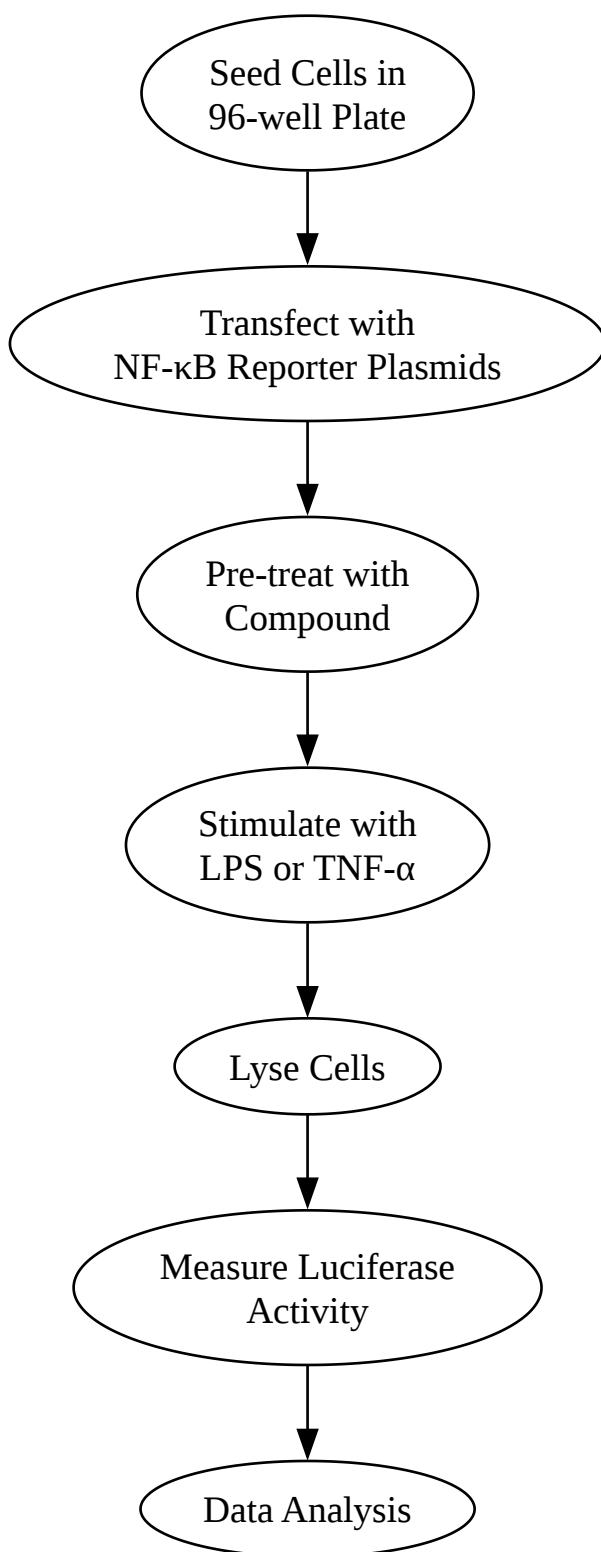 Seed Cells in
96-well Plate
Transfect with
NF-κB Reporter Plasmids
Pre-treat with
Compound
Stimulate with
LPS or TNF-α
Lyse Cells
Measure Luciferase
Activity
Data Analysis